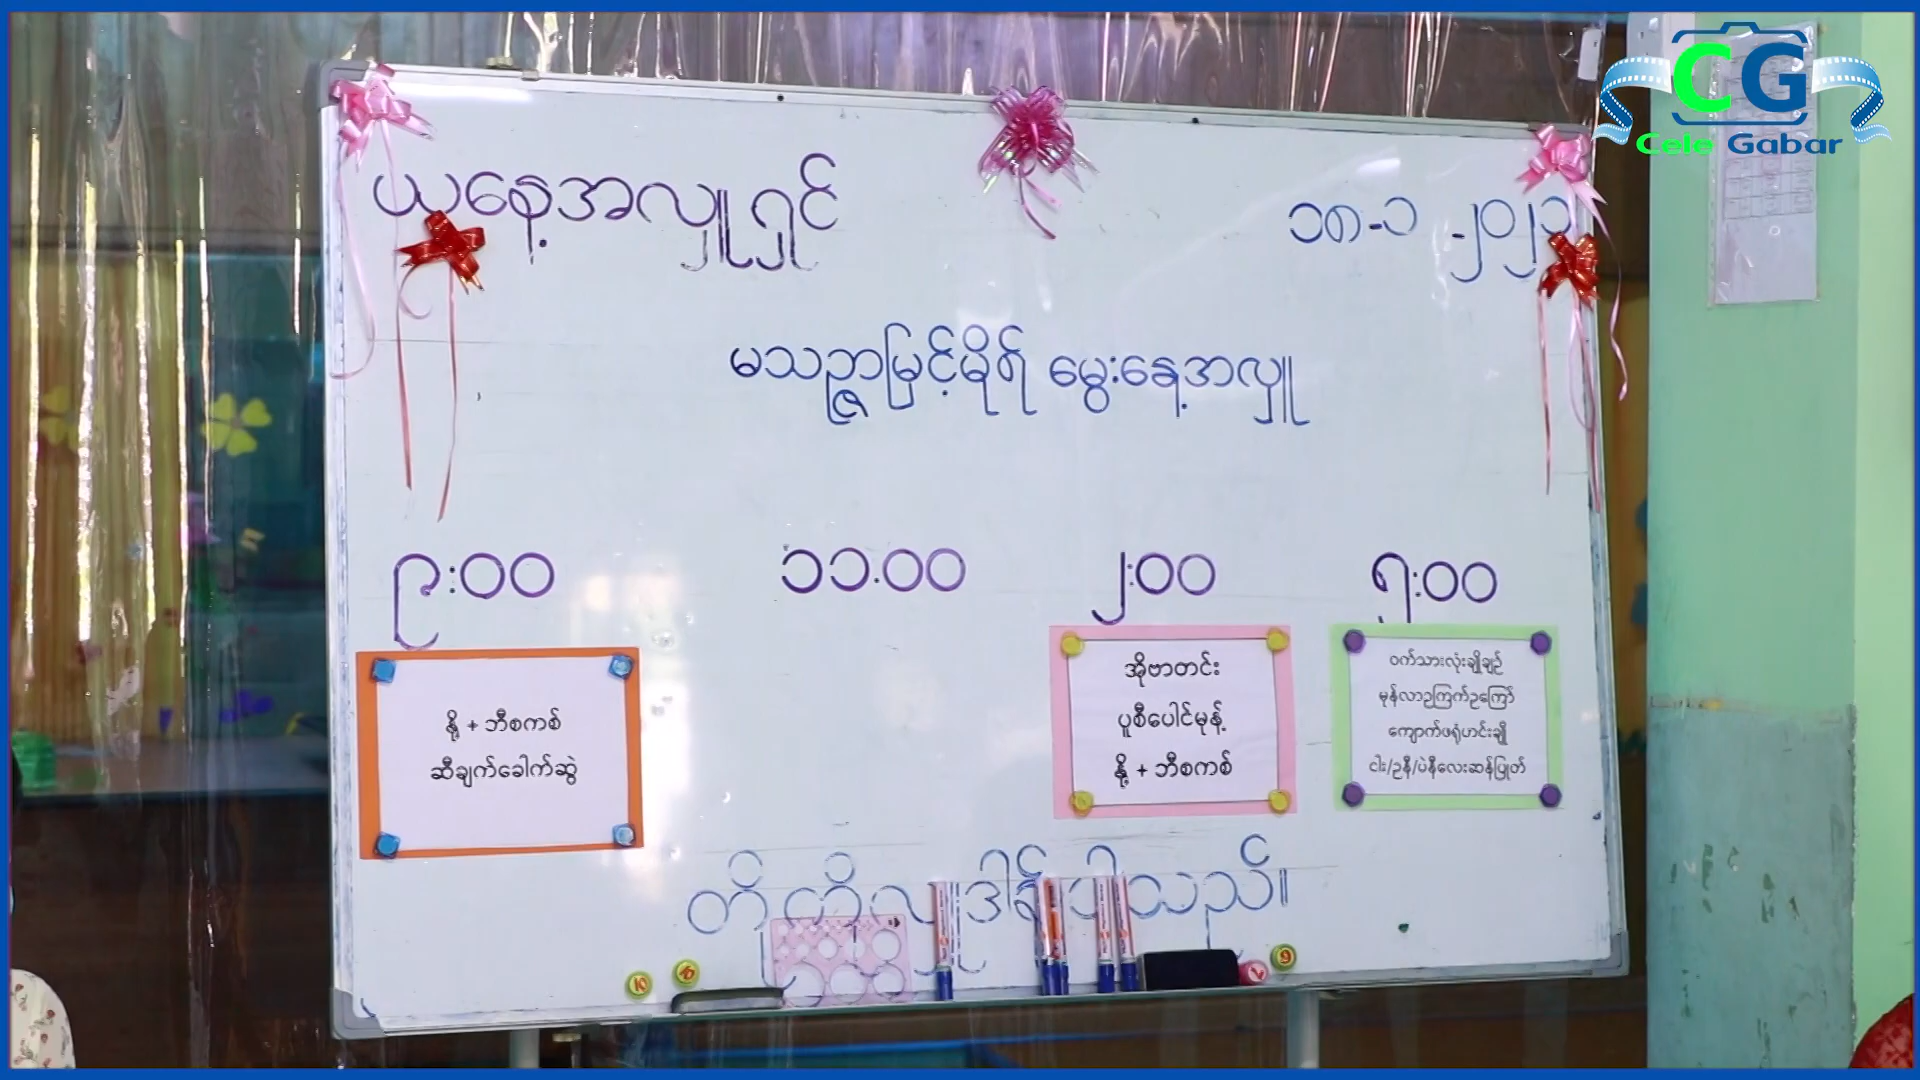 CG
Cele Gabar
ယနေ့အလှူရှင်
၁၈-၁-၂၀၂၁
မသဥ္ဇာမြင့်မိုရ် မွေးနေ့အလှူ
၉:၀၀
၁၁.၀၀
၂:၀၀
၅:၀၀
နို့ + ဘီစကစ်
ဆီချက်ခေါက်ဆွဲ
အိုဗာတင်း
ပူစီပေါင်မုန့်
နို့ + ဘီစကစ်
ဝက်သားလုံးချိုချဉ်
မုန်လာဥကြက်ဥကြော်
ကျောက်ဖရုံဟင်းချို
ငါး/ဥနီ/ပဲနီလေးဆန်ပြုတ်
တို့ကိုလှူဒါန်းပါသည်။
10
9